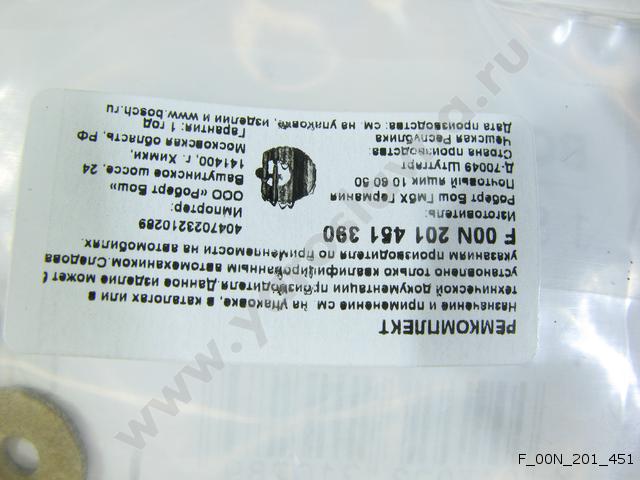 РЕМКОМПЛЕКТ
Назначение и применение см. на упаковке, в каталогах или в
технической документации производителя. Данное изделие может
установлено только квалифицированным автомехаником. Следова
указаниям производителя по применяемости на автомобилях.
F 00N 201 451 390
4047023210289
Изготовитель:
Роберт Бош ГмбХ Германия
Почтовый ящик 10 60 50
Д-70049 Штутгарт
Страна производства:
Чешская Республика
Дата производства: см. на упаковке, изделии и www.bosch.ru
Импортер:
ООО «Роберт Бош»
Вашутинское шоссе, 24
141400, г. Химки,
Московская область, РФ
Гарантия: 1 год
F_00N_201_451